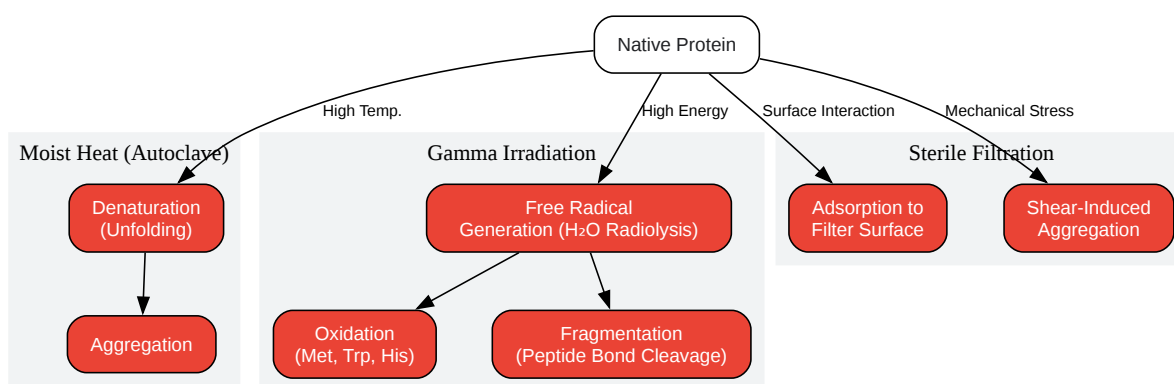 Native Protein
High Temp.
High Energy
Surface Interaction
Mechanical Stress
Moist Heat (Autoclave)
Gamma Irradiation
Sterile Filtration
Denaturation
(Unfolding)
Free Radical
Generation (H₂O Radiolysis)
Adsorption to
Filter Surface
Shear-Induced
Aggregation
Aggregation
Oxidation
(Met, Trp, His)
Fragmentation
(Peptide Bond Cleavage)